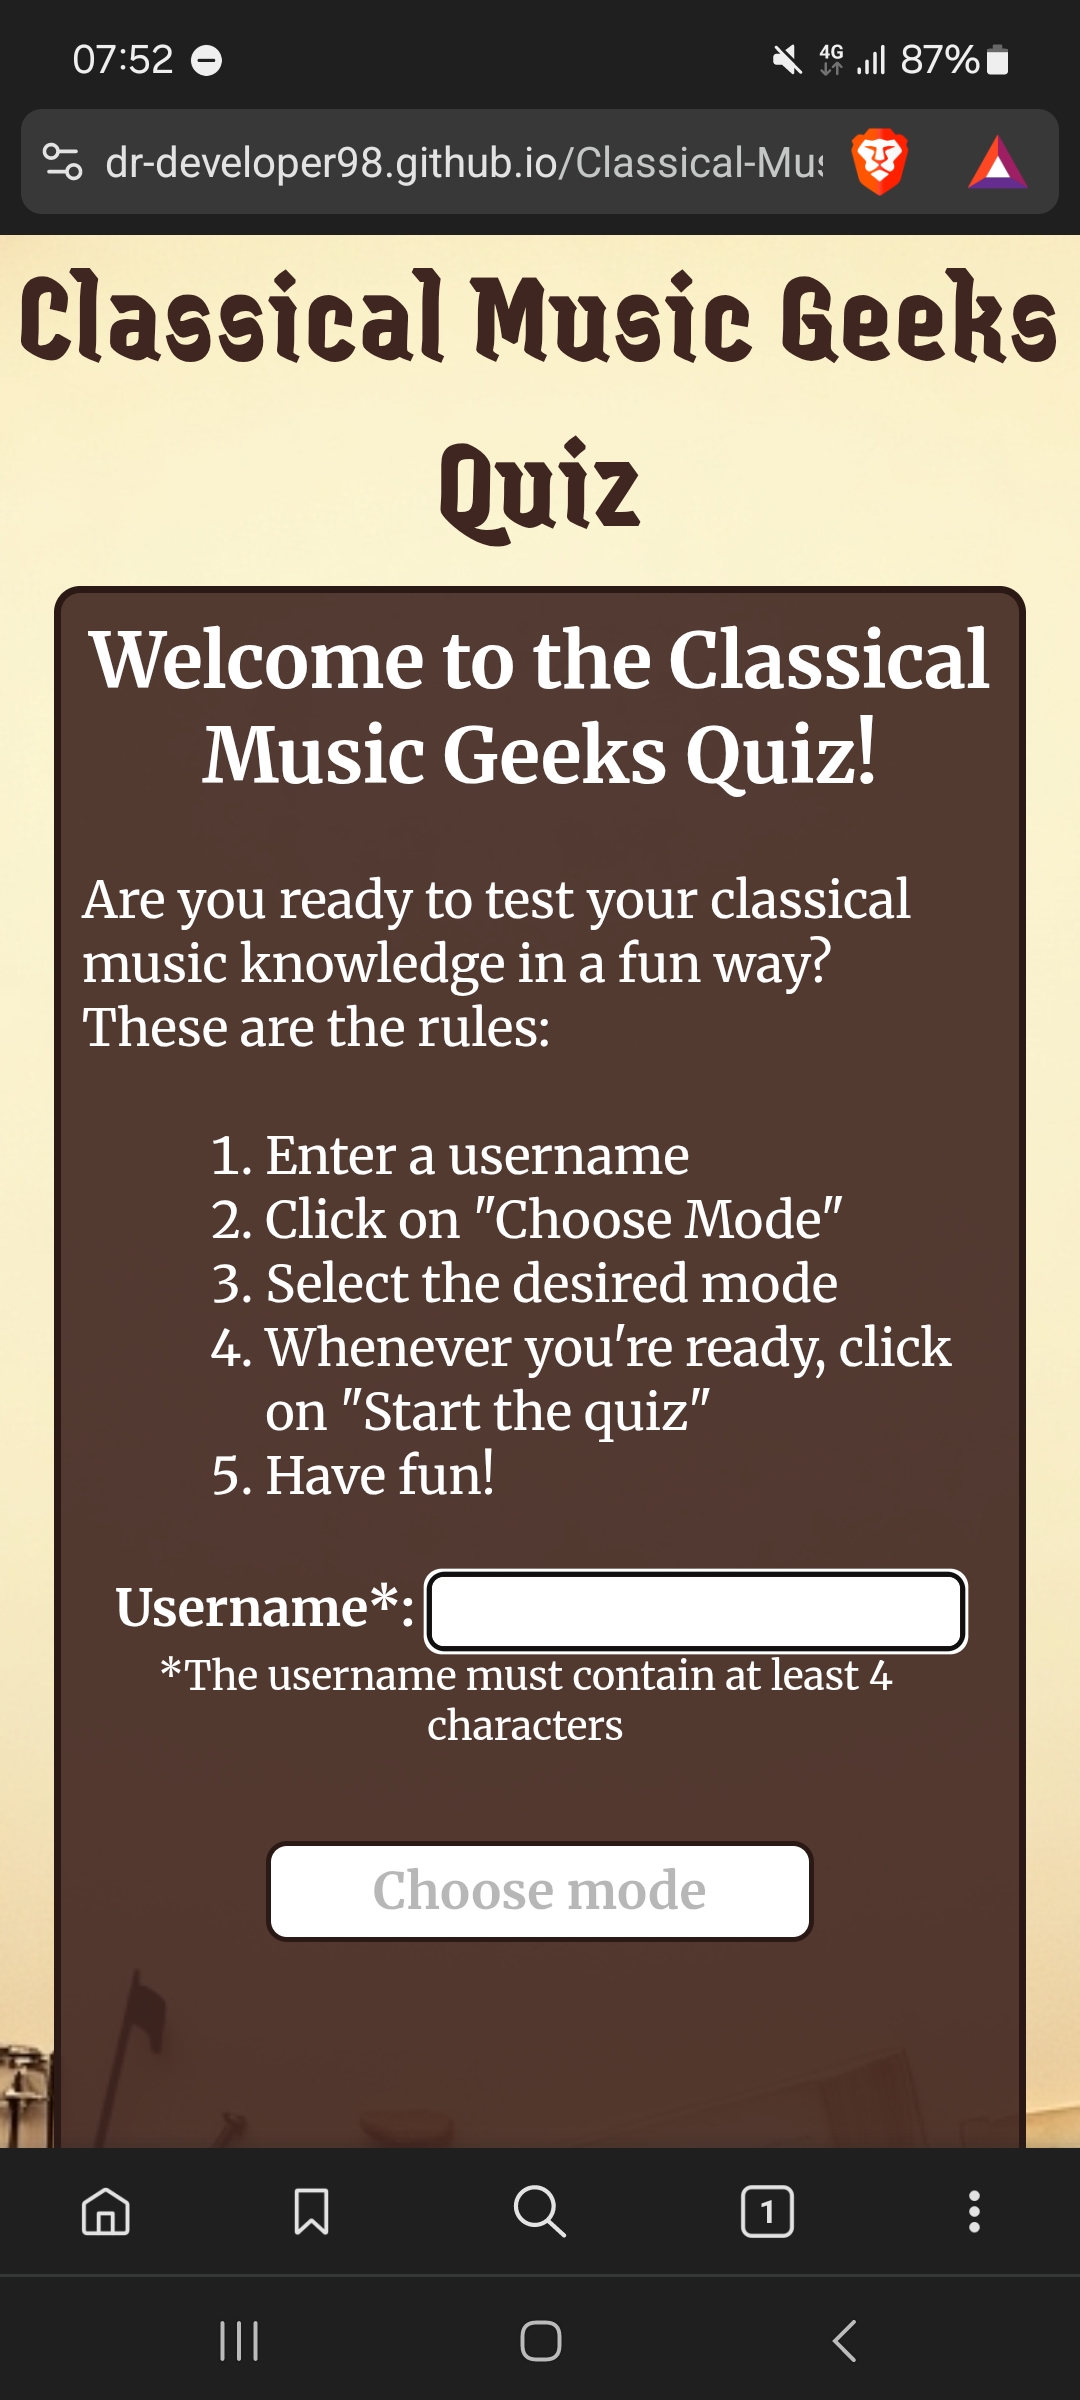 07:52
4G
87%
dr-developer98.github.io/Classical-Mus
Classical Music Geeks
Quiz
Welcome to the Classical
Music Geeks Quiz!
Are you ready to test your classical
music knowledge in a fun way?
These are the rules:
1. Enter a username
2. Click on "Choose Mode"
3. Select the desired mode
4. Whenever you're ready, click
on "Start the quiz"
5. Have fun!
Username*:
*The username must contain at least 4
characters
Choose mode
1